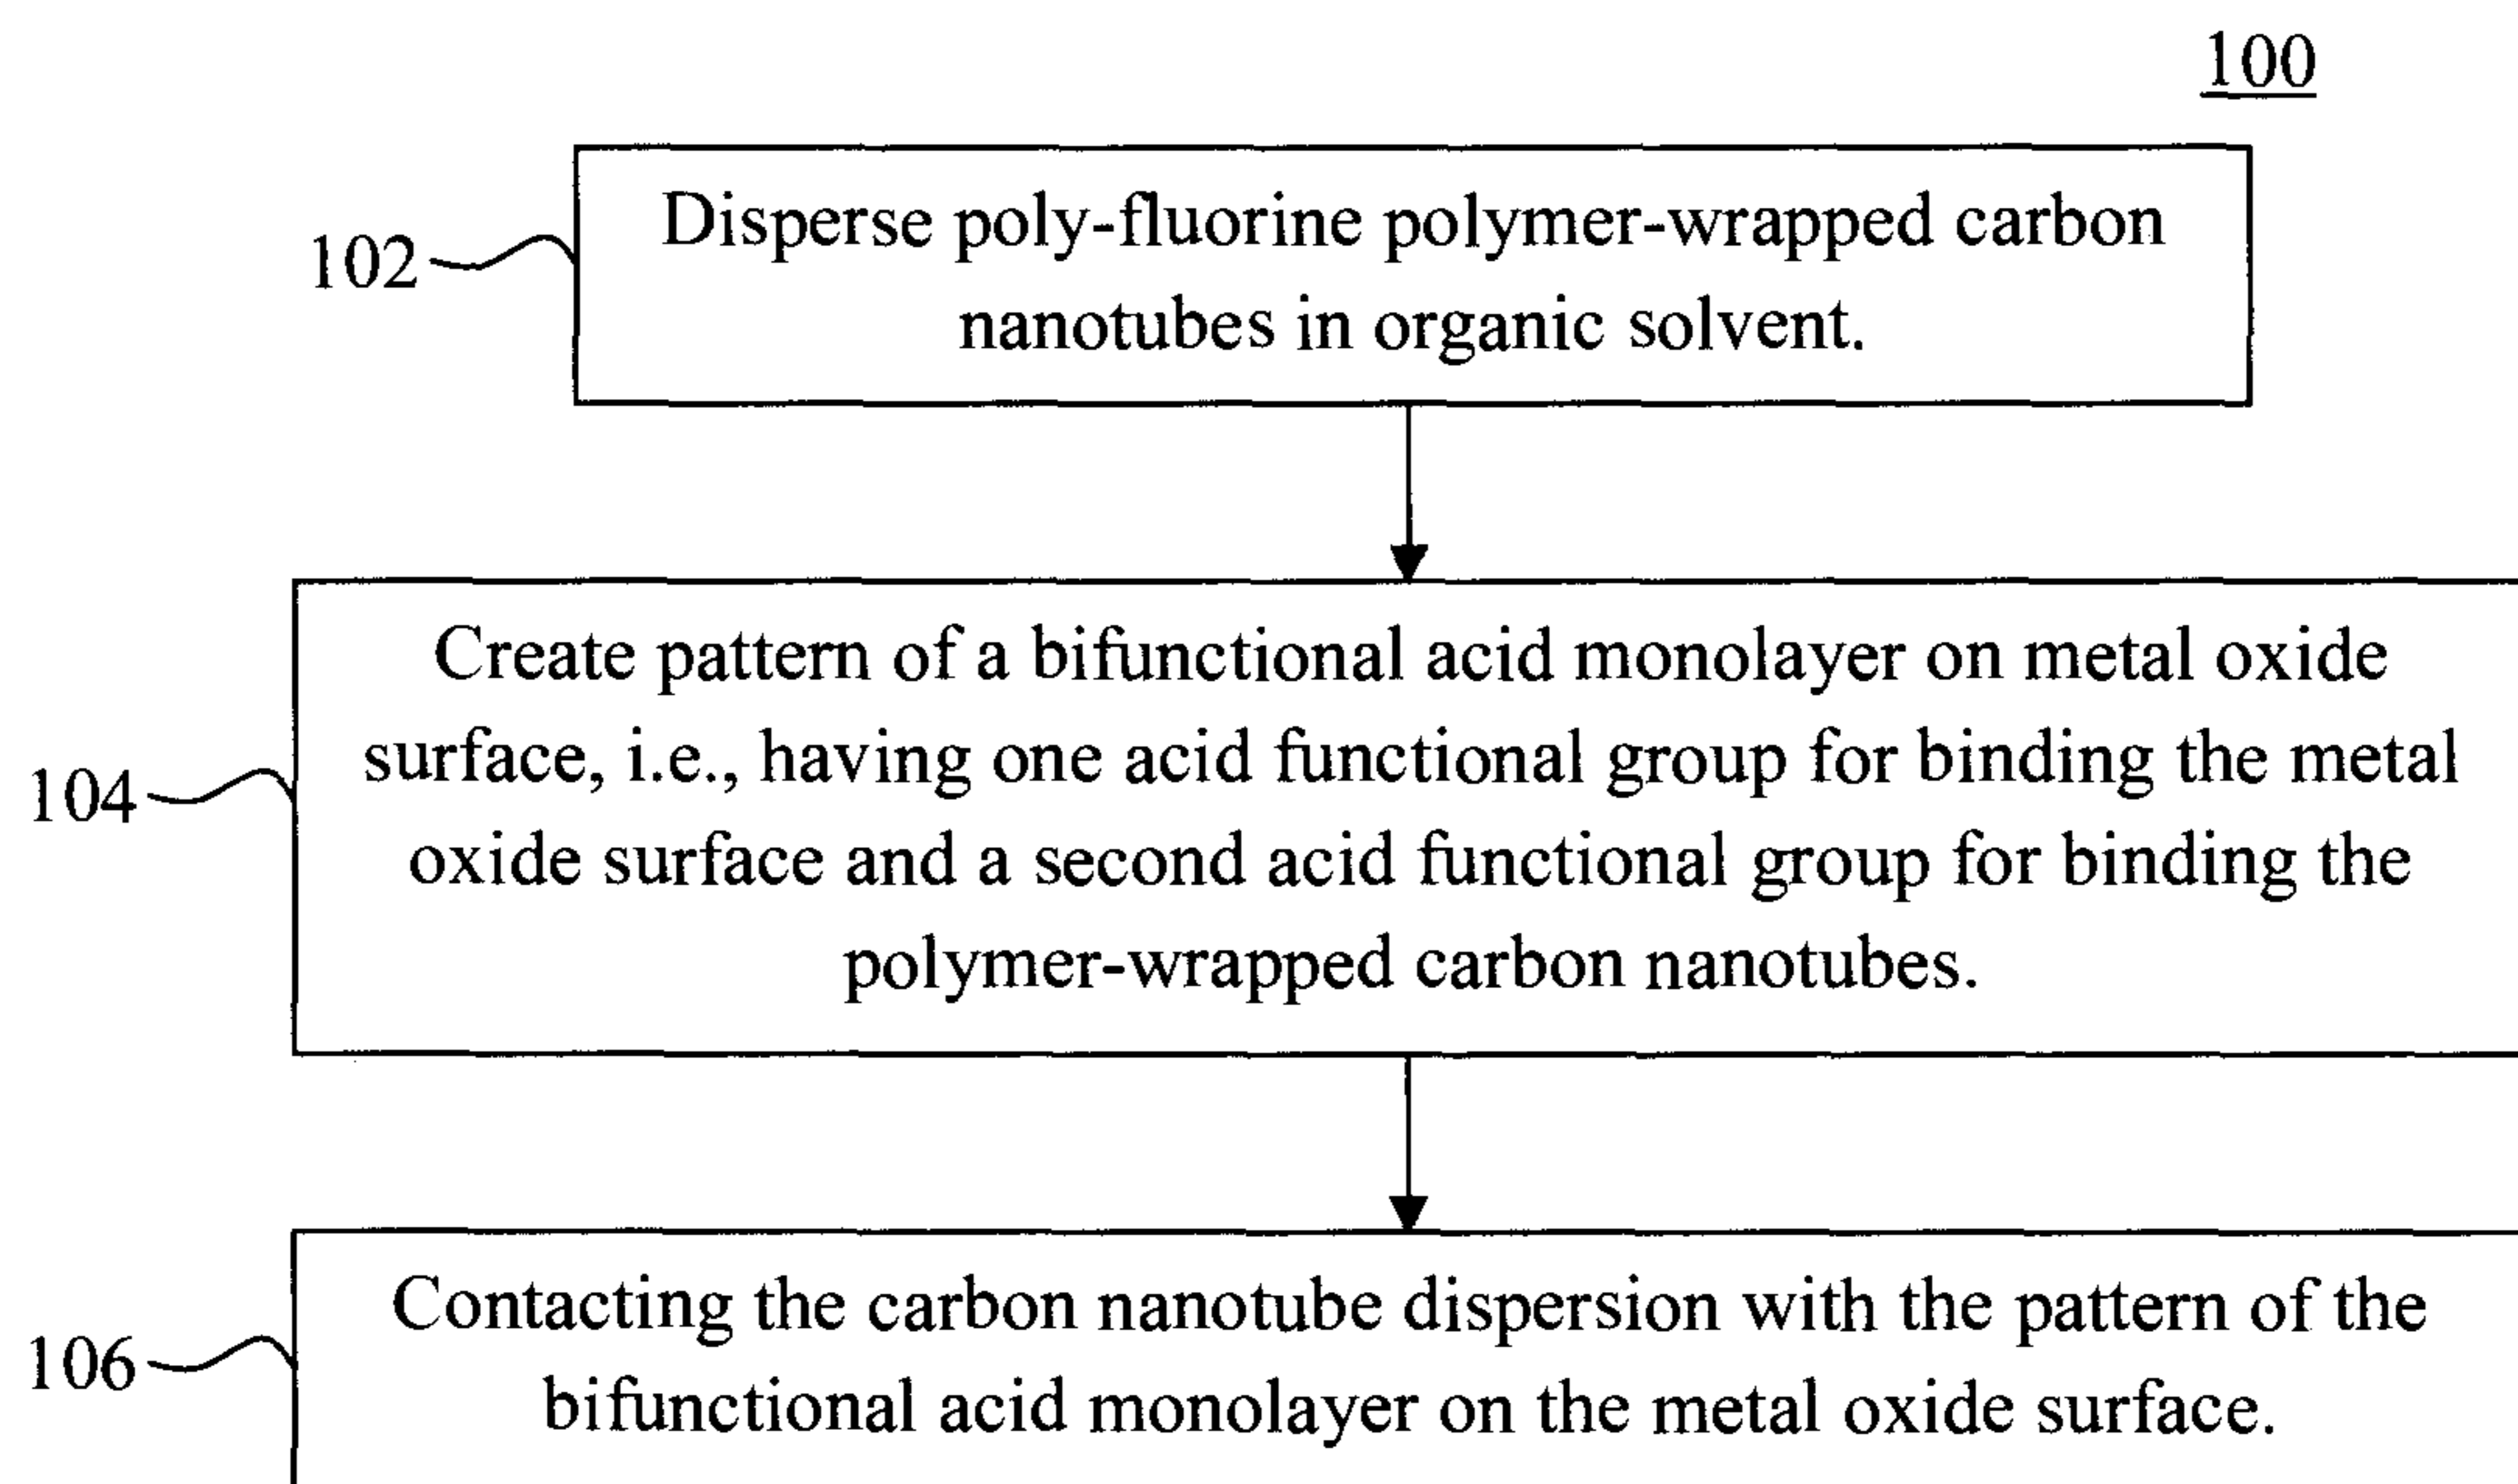 100
102
Disperse poly-fluorine polymer-wrapped carbon
nanotubes in organic solvent.
104
Create pattern of a bifunctional acid monolayer on metal oxide
surface, i.e., having one acid functional group for binding the metal
oxide surface and a second acid functional group for binding the
polymer-wrapped carbon nanotubes.
106
Contacting the carbon nanotube dispersion with the pattern of the
bifunctional acid monolayer on the metal oxide surface.